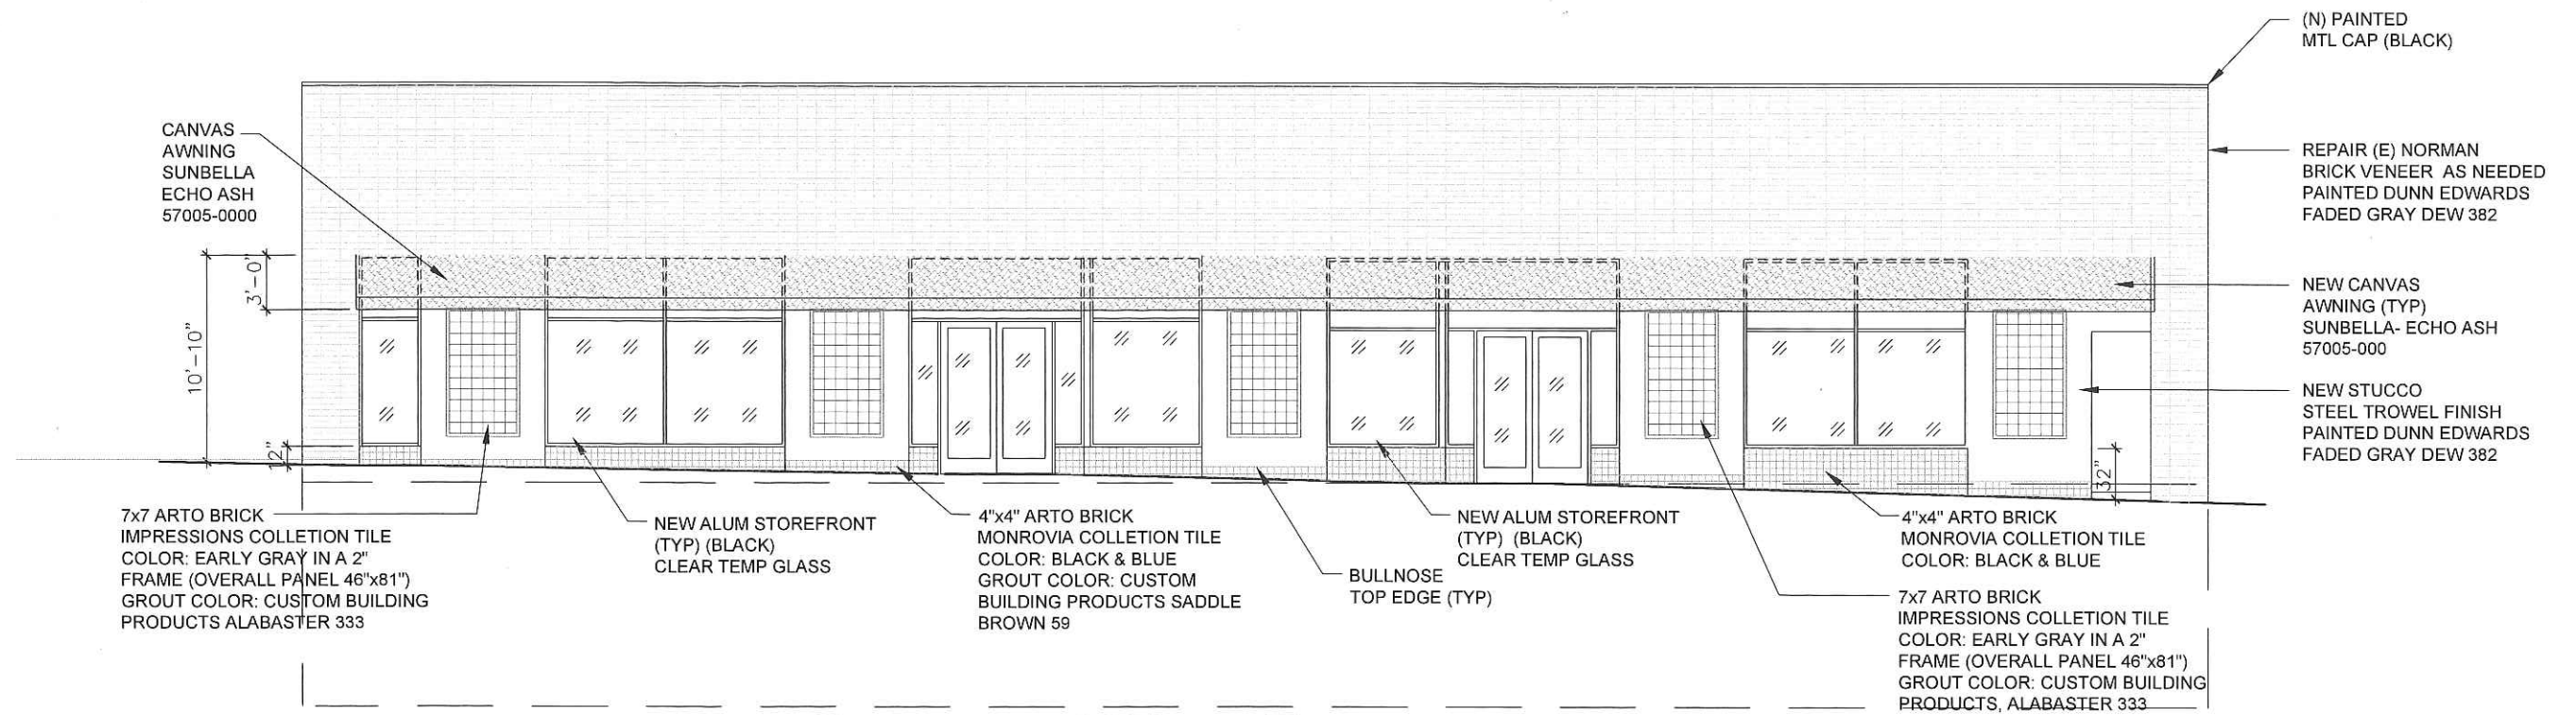 (N) PAINTED
MTL CAP (BLACK)
CANVAS
AWNING
SUNBELLA
ECHO ASH
57005-0000
REPAIR (E) NORMAN
BRICK VENEER AS NEEDED
PAINTED DUNN EDWARDS
FADED GRAY DEW 382
NEW CANVAS
AWNING (TYP)
SUNBELLA- ECHO ASH
57005-000
NEW STUCCO
STEEL TROWEL FINISH
PAINTED DUNN EDWARDS
FADED GRAY DEW 382
3'-0"
10'-10"
12"
32"
7x7 ARTO BRICK
IMPRESSIONS COLLETION TILE
COLOR: EARLY GRAY IN A 2"
FRAME (OVERALL PANEL 46"x81")
GROUT COLOR: CUSTOM BUILDING
PRODUCTS ALABASTER 333
NEW ALUM STOREFRONT
(TYP) (BLACK)
CLEAR TEMP GLASS
4"x4" ARTO BRICK
MONROVIA COLLETION TILE
COLOR: BLACK & BLUE
GROUT COLOR: CUSTOM
BUILDING PRODUCTS SADDLE
BROWN 59
BULLNOSE
TOP EDGE (TYP)
NEW ALUM STOREFRONT
(TYP) (BLACK)
CLEAR TEMP GLASS
4"x4" ARTO BRICK
MONROVIA COLLETION TILE
COLOR: BLACK & BLUE
7x7 ARTO BRICK
IMPRESSIONS COLLETION TILE
COLOR: EARLY GRAY IN A 2"
FRAME (OVERALL PANEL 46"x81")
GROUT COLOR: CUSTOM BUILDING
PRODUCTS, ALABASTER 333